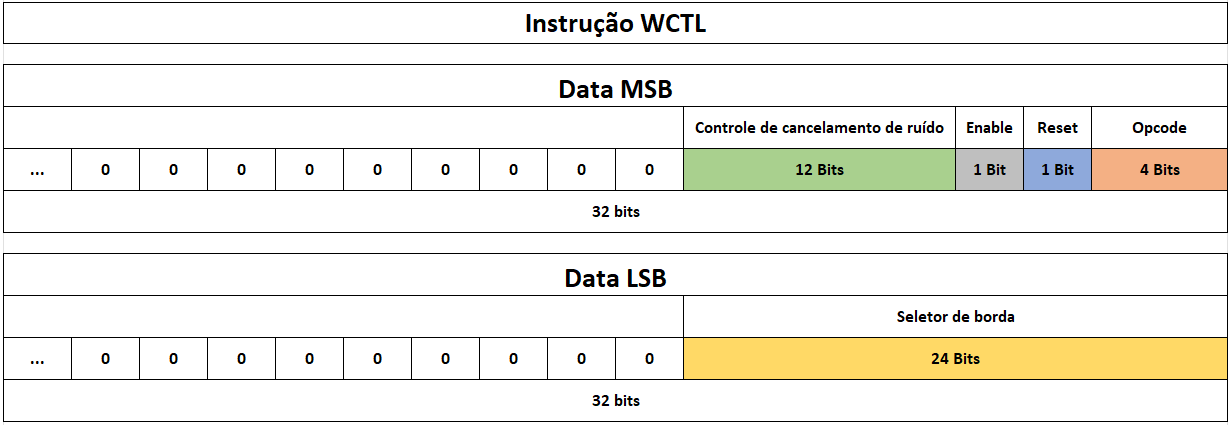 Instrução WCTL
Data MSB
Controle de cancelamento de ruído Enable Reset Opcode
... 0 0 0 0 0 0 0 0 0 12 Bits 1 Bit 1 Bit 4 Bits
32 bits
Data LSB
Seletor de borda
... 0 0 0 0 0 0 0 0 0 24 Bits
32 bits